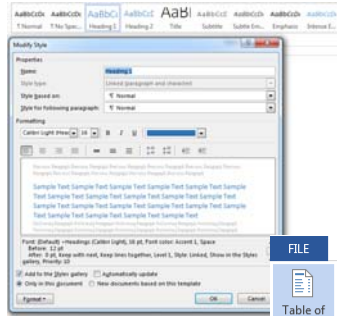 AaBbCcDc AaBbCcDc AaBbCc AaBbCcC AaB AaBbCcC AaBbCcDc AaBbCcDc AaBbCcDc
¶ Normal ¶ No Spac... Heading 1 Heading 2 Title Subtitle Subtle Em... Emphasis Intense E...
Modify Style
Properties
Name: Heading 1
Style type: Linked (paragraph and character)
Style based on: ¶ Normal
Style for following paragraph: ¶ Normal
Formatting
Calibri Light (Hea 16 B I U
Sample Text Sample Text Sample Text Sample Text Sample Text Sample
Text Sample Text Sample Text Sample Text Sample Text Sample Text
Sample Text Sample Text Sample Text Sample Text Sample Text Sample
Text Sample Text Sample Text Sample Text
Font: (Default) +Headings (Calibri Light), 16 pt, Font color: Accent 1, Space
Before: 12 pt
After: 0 pt, Keep with next, Keep lines together, Level 1, Style: Linked, Show in the Styles
gallery, Priority: 10
Add to the Styles gallery Automatically update
Only in this document New documents based on this template
Format OK Cancel
FILE
Table of